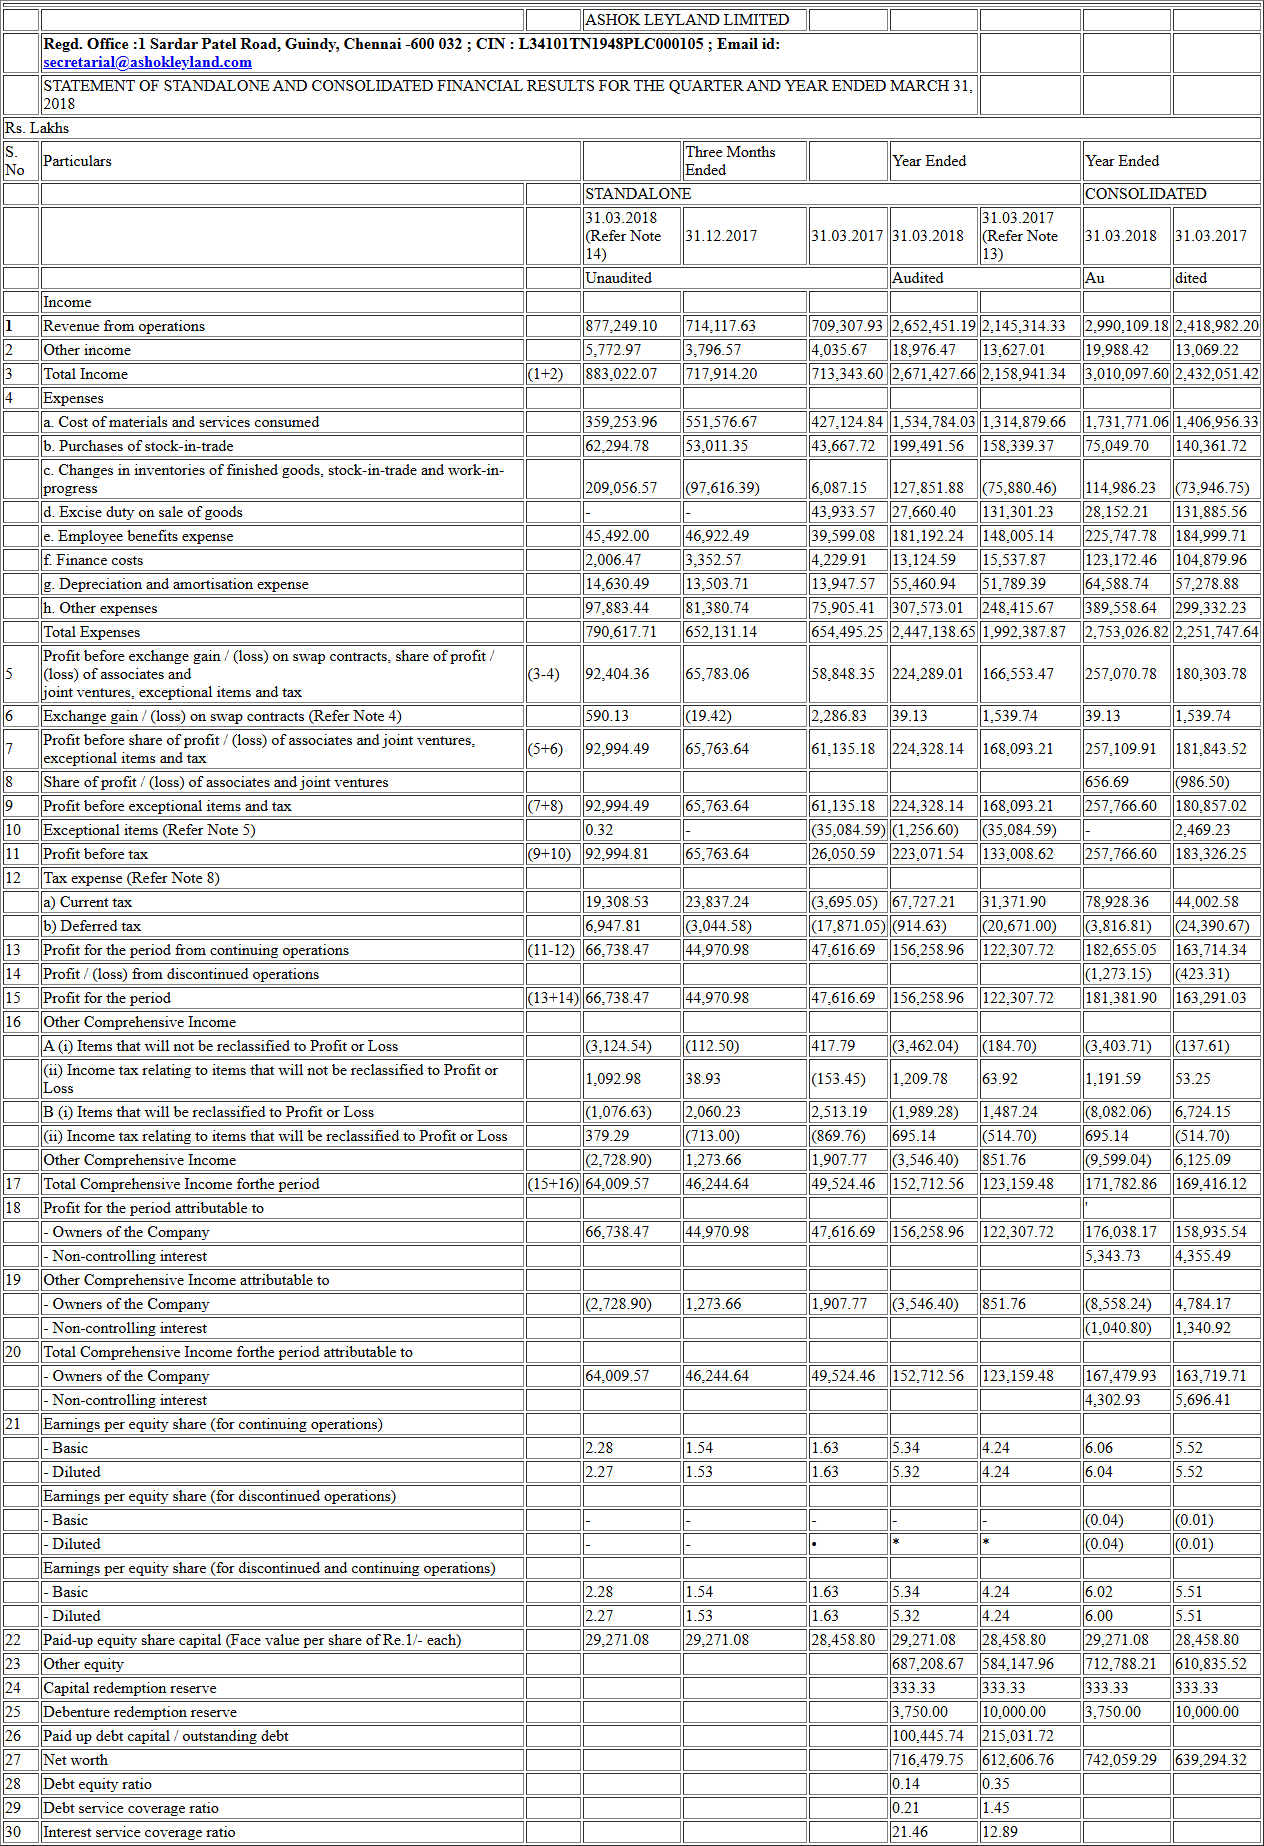 ASHOK LEYLAND LIMITED
Regd. Office :1 Sardar Patel Road, Guindy, Chennai -600 032 ; CIN : L34101TN1948PLC000105 ; Email id:
secretarial@ashokleyland.com
STATEMENT OF STANDALONE AND CONSOLIDATED FINANCIAL RESULTS FOR THE QUARTER AND YEAR ENDED MARCH 31,
2018
Rs. Lakhs
S. No Particulars Three Months Ended Year Ended Year Ended
STANDALONE CONSOLIDATED
31.03.2018 (Refer Note 14) 31.12.2017 31.03.2017 31.03.2018 31.03.2017 (Refer Note 13) 31.03.2018 31.03.2017
Unaudited Audited Au dited
Income
1 Revenue from operations 877,249.10 714,117.63 709,307.93 2,652,451.19 2,145,314.33 2,990,109.18 2,418,982.20
2 Other income 5,772.97 3,796.57 4,035.67 18,976.47 13,627.01 19,988.42 13,069.22
3 Total Income (1+2) 883,022.07 717,914.20 713,343.60 2,671,427.66 2,158,941.34 3,010,097.60 2,432,051.42
4 Expenses
a. Cost of materials and services consumed 359,253.96 551,576.67 427,124.84 1,534,784.03 1,314,879.66 1,731,771.06 1,406,956.33
b. Purchases of stock-in-trade 62,294.78 53,011.35 43,667.72 199,491.56 158,339.37 75,049.70 140,361.72
c. Changes in inventories of finished goods, stock-in-trade and work-in-
progress 209,056.57 (97,616.39) 6,087.15 127,851.88 (75,880.46) 114,986.23 (73,946.75)
d. Excise duty on sale of goods - - 43,933.57 27,660.40 131,301.23 28,152.21 131,885.56
e. Employee benefits expense 45,492.00 46,922.49 39,599.08 181,192.24 148,005.14 225,747.78 184,999.71
f. Finance costs 2,006.47 3,352.57 4,229.91 13,124.59 15,537.87 123,172.46 104,879.96
g. Depreciation and amortisation expense 14,630.49 13,503.71 13,947.57 55,460.94 51,789.39 64,588.74 57,278.88
h. Other expenses 97,883.44 81,380.74 75,905.41 307,573.01 248,415.67 389,558.64 299,332.23
Total Expenses 790,617.71 652,131.14 654,495.25 2,447,138.65 1,992,387.87 2,753,026.82 2,251,747.64
Profit before exchange gain / (loss) on swap contracts, share of profit /
5 (loss) of associates and (3-4) 92,404.36 65,783.06 58,848.35 224,289.01 166,553.47 257,070.78 180,303.78
joint ventures, exceptional items and tax
6 Exchange gain / (loss) on swap contracts (Refer Note 4) 590.13 (19.42) 2,286.83 39.13 1,539.74 39.13 1,539.74
7 Profit before share of profit / (loss) of associates and joint ventures,
exceptional items and tax (5+6) 92,994.49 65,763.64 61,135.18 224,328.14 168,093.21 257,109.91 181,843.52
8 Share of profit / (loss) of associates and joint ventures 656.69 (986.50)
9 Profit before exceptional items and tax (7+8) 92,994.49 65,763.64 61,135.18 224,328.14 168,093.21 257,766.60 180,857.02
10 Exceptional items (Refer Note 5) 0.32 - (35,084.59) (1,256.60) (35,084.59) - 2,469.23
11 Profit before tax (9+10) 92,994.81 65,763.64 26,050.59 223,071.54 133,008.62 257,766.60 183,326.25
12 Tax expense (Refer Note 8)
a) Current tax 19,308.53 23,837.24 (3,695.05) 67,727.21 31,371.90 78,928.36 44,002.58
b) Deferred tax 6,947.81 (3,044.58) (17,871.05) (914.63) (20,671.00) (3,816.81) (24,390.67)
13 Profit for the period from continuing operations (11-12) 66,738.47 44,970.98 47,616.69 156,258.96 122,307.72 182,655.05 163,714.34
14 Profit / (loss) from discontinued operations (1,273.15) (423.31)
15 Profit for the period (13+14) 66,738.47 44,970.98 47,616.69 156,258.96 122,307.72 181,381.90 163,291.03
16 Other Comprehensive Income
A (i) Items that will not be reclassified to Profit or Loss (3,124.54) (112.50) 417.79 (3,462.04) (184.70) (3,403.71) (137.61)
(ii) Income tax relating to items that will not be reclassified to Profit or
Loss 1,092.98 38.93 (153.45) 1,209.78 63.92 1,191.59 53.25
B (i) Items that will be reclassified to Profit or Loss (1,076.63) 2,060.23 2,513.19 (1,989.28) 1,487.24 (8,082.06) 6,724.15
(ii) Income tax relating to items that will be reclassified to Profit or Loss 379.29 (713.00) (869.76) 695.14 (514.70) 695.14 (514.70)
Other Comprehensive Income (2,728.90) 1,273.66 1,907.77 (3,546.40) 851.76 (9,599.04) 6,125.09
17 Total Comprehensive Income forthe period (15+16) 64,009.57 46,244.64 49,524.46 152,712.56 123,159.48 171,782.86 169,416.12
18 Profit for the period attributable to '
- Owners of the Company 66,738.47 44,970.98 47,616.69 156,258.96 122,307.72 176,038.17 158,935.54
- Non-controlling interest 5,343.73 4,355.49
19 Other Comprehensive Income attributable to
- Owners of the Company (2,728.90) 1,273.66 1,907.77 (3,546.40) 851.76 (8,558.24) 4,784.17
- Non-controlling interest (1,040.80) 1,340.92
20 Total Comprehensive Income forthe period attributable to
- Owners of the Company 64,009.57 46,244.64 49,524.46 152,712.56 123,159.48 167,479.93 163,719.71
- Non-controlling interest 4,302.93 5,696.41
21 Earnings per equity share (for continuing operations)
- Basic 2.28 1.54 1.63 5.34 4.24 6.06 5.52
- Diluted 2.27 1.53 1.63 5.32 4.24 6.04 5.52
Earnings per equity share (for discontinued operations)
- Basic - - - - - (0.04) (0.01)
- Diluted - - • * * (0.04) (0.01)
Earnings per equity share (for discontinued and continuing operations)
- Basic 2.28 1.54 1.63 5.34 4.24 6.02 5.51
- Diluted 2.27 1.53 1.63 5.32 4.24 6.00 5.51
22 Paid-up equity share capital (Face value per share of Re.1/- each) 29,271.08 29,271.08 28,458.80 29,271.08 28,458.80 29,271.08 28,458.80
23 Other equity 687,208.67 584,147.96 712,788.21 610,835.52
24 Capital redemption reserve 333.33 333.33 333.33 333.33
25 Debenture redemption reserve 3,750.00 10,000.00 3,750.00 10,000.00
26 Paid up debt capital / outstanding debt 100,445.74 215,031.72
27 Net worth 716,479.75 612,606.76 742,059.29 639,294.32
28 Debt equity ratio 0.14 0.35
29 Debt service coverage ratio 0.21 1.45
30 Interest service coverage ratio 21.46 12.89